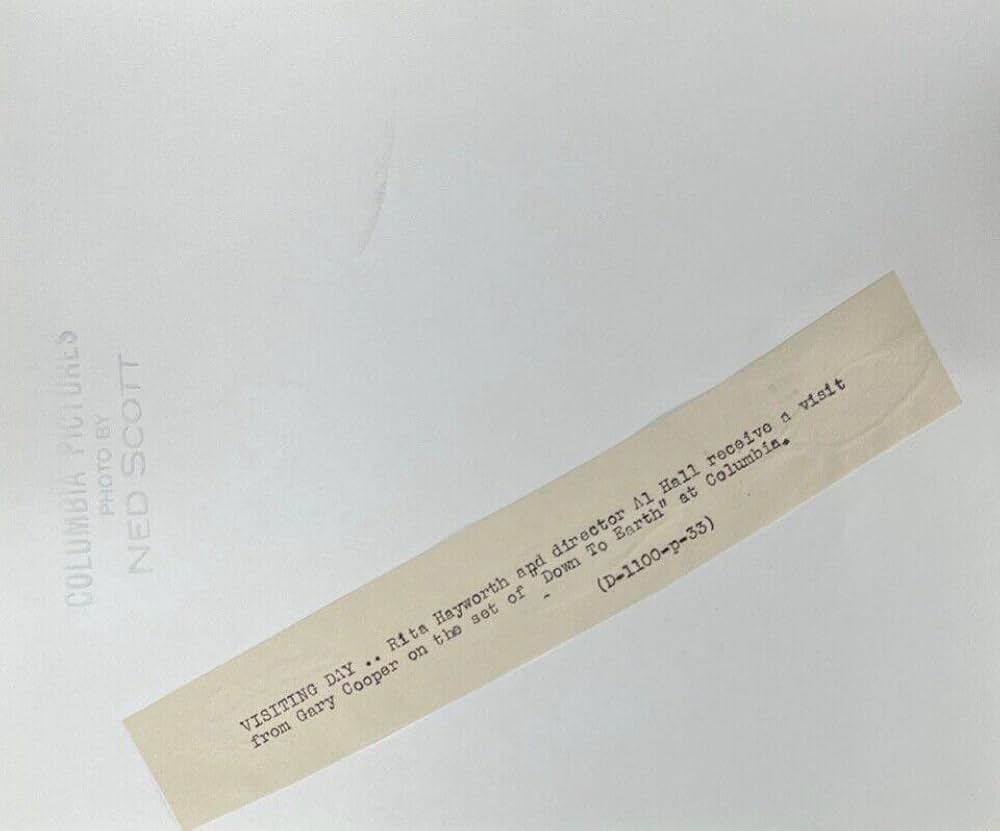 COLUMBIA PICTURES
PHOTO BY
NED SCOTT
VISITING DAY .. Rita Hayworth and director Al Hall receive a visit
from Gary Cooper on the set of "Down To Earth" at Columbia.
(D-1100-p-33)